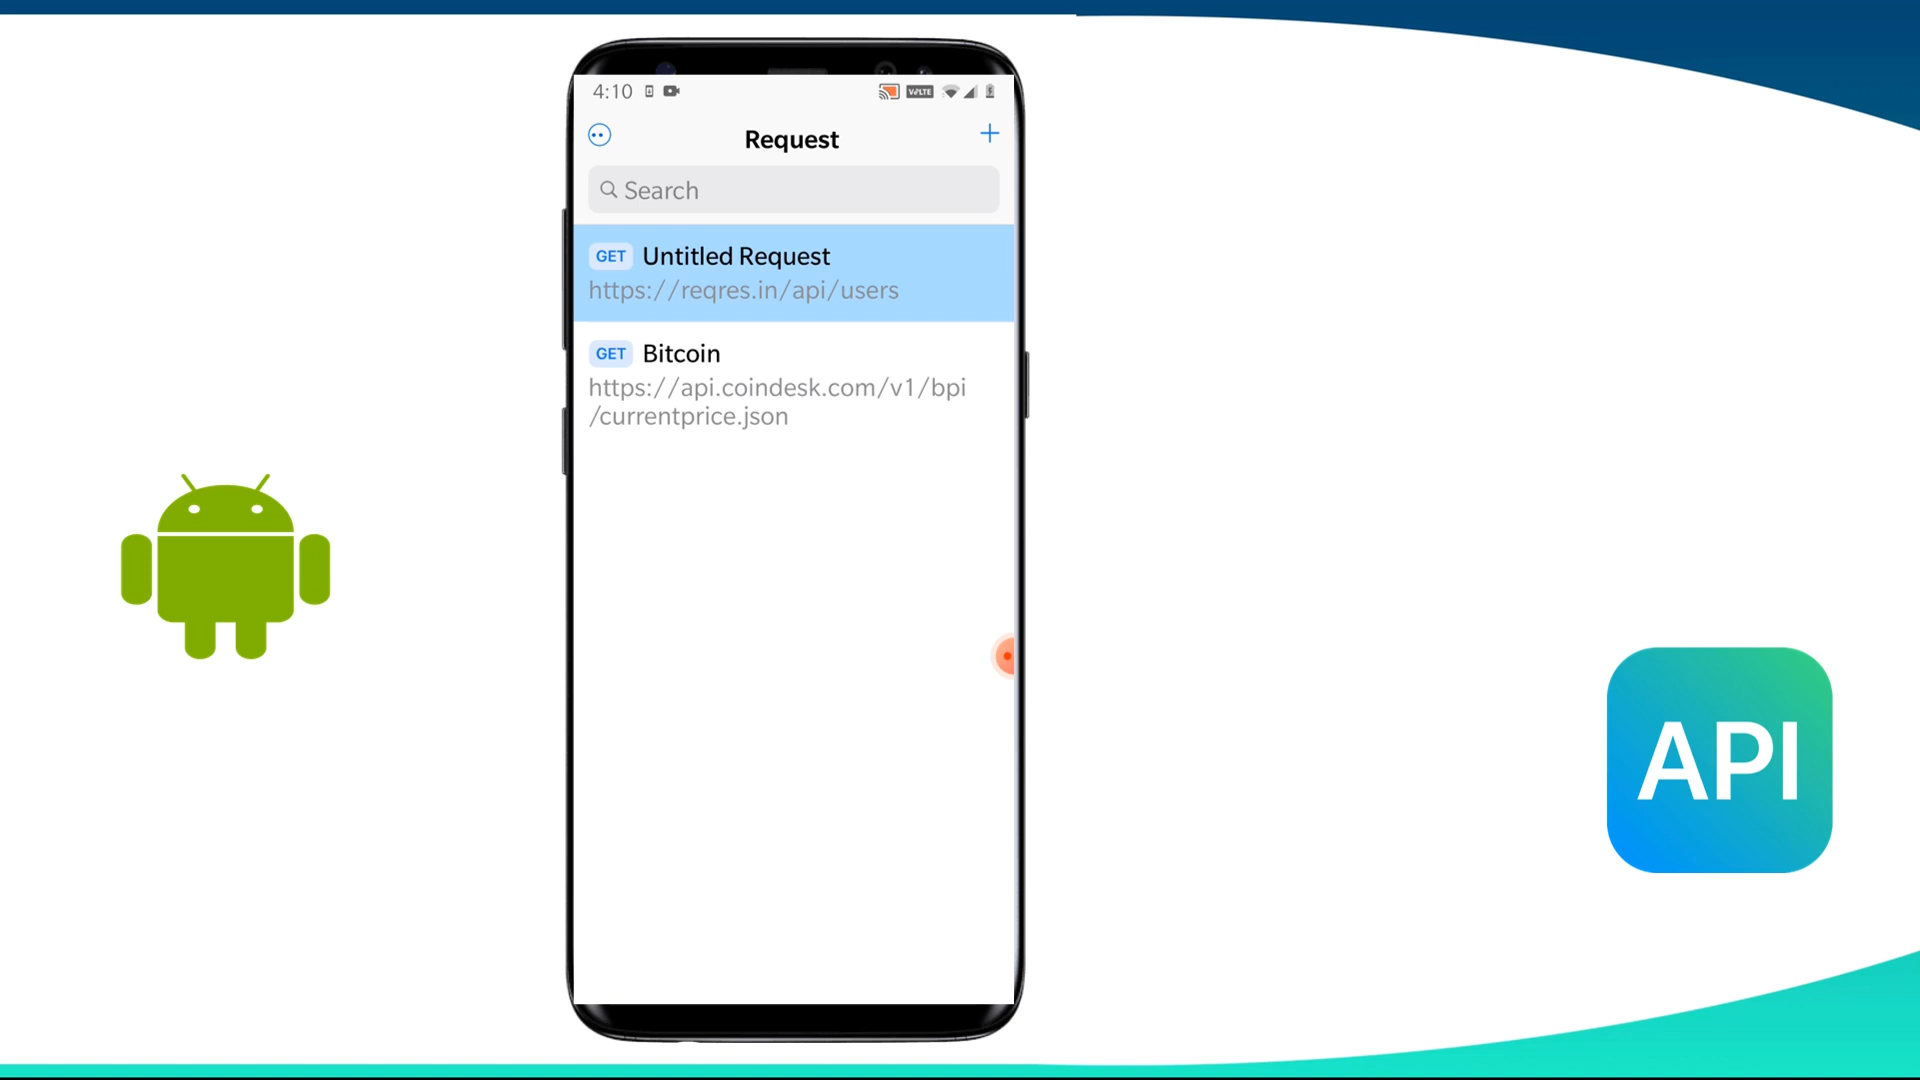 4:10
VoLTE
Request
Search
GET Untitled Request
https://reqres.in/api/users
GET Bitcoin
https://api.coindesk.com/v1/bpi
/currentprice.json
API